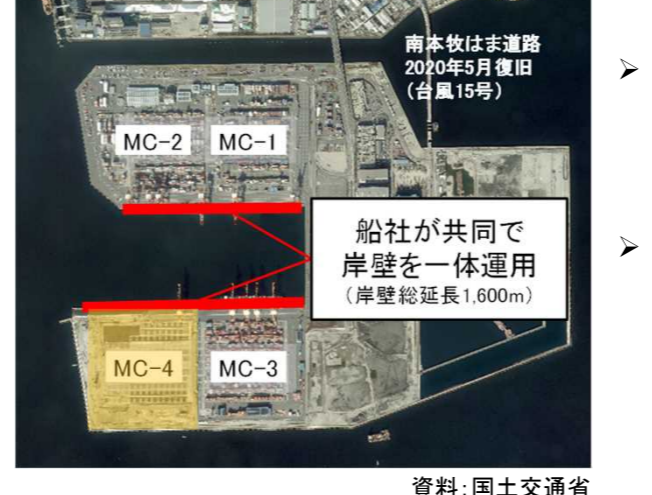 南本牧はま道路
2020年5月復旧
(台風15号)
MC-2 MC-1
船社が共同で
岸壁を一体運用
(岸壁総延長1,600m)
MC-4 MC-3
資料:国土交通省